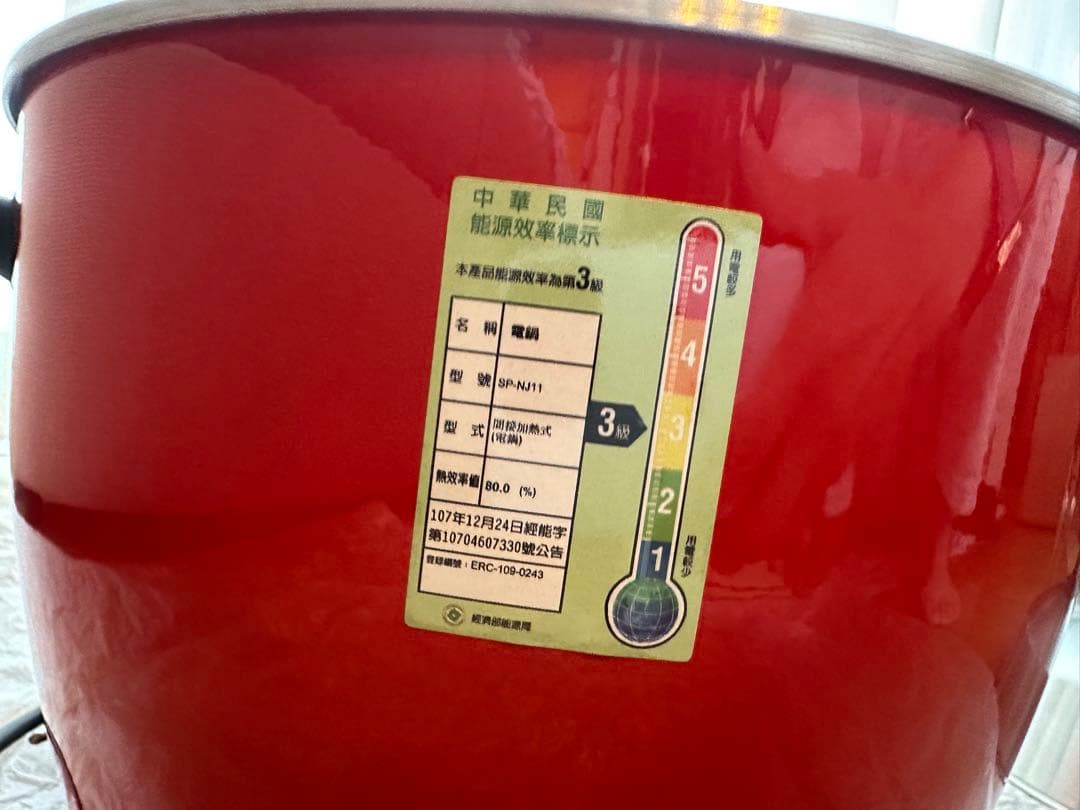 中華民國
能源效率標示
本產品能源效率為第3級
名稱 電鍋
型號 SP-NJ11
型式 間接加熱式
(電鍋)
熱效率值 80.0 (%)
107年12月24日經能字
第10704607330號公告
登錄編號：ERC-109-0243
經濟部能源局
3級
用電較多
5
4
3
2
1
用電較少